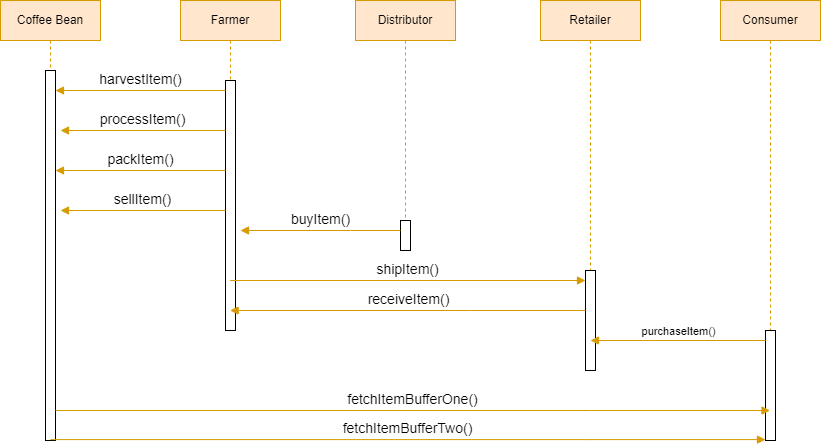 Coffee Bean
Farmer
Distributor
Retailer
Consumer
harvestItem()
processItem()
packItem()
sellItem()
buyItem()
shipItem()
receiveItem()
purchaseItem()
fetchItemBufferOne()
fetchItemBufferTwo()